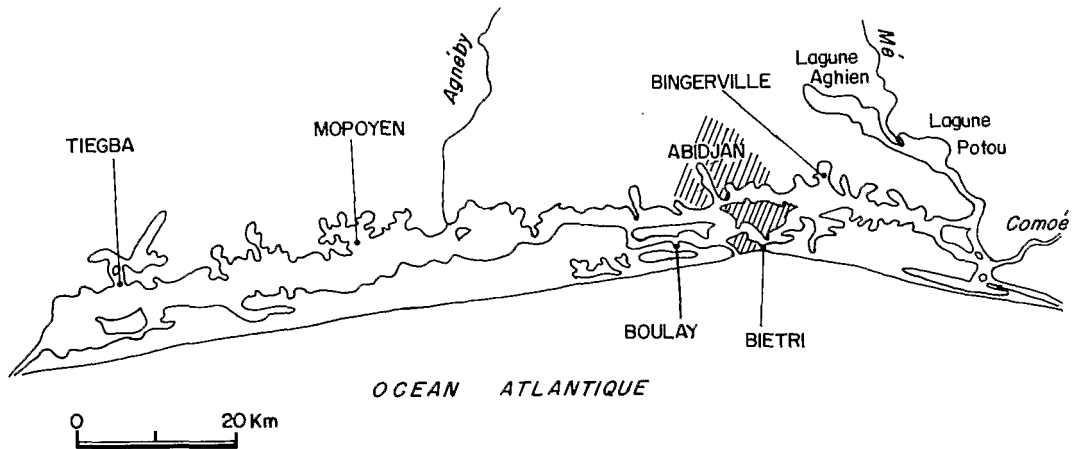 Agnéby
Mé
Lagune
Aghien
BINGERVILLE
Lagune
Potou
MOPOYEN
TIEGBA
ABIDJAN
Comoé
BOULAY
BIETRI
OCEAN ATLANTIQUE
0 20 Km